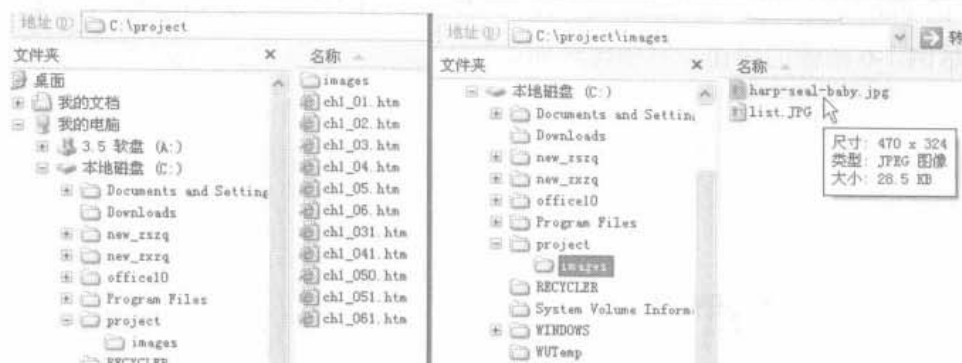 地址(D) C:\project
文件夹 × 名称
桌面
我的文档
我的电脑
3.5 软盘 (A:)
本地磁盘 (C:)
Documents and Setting
Downloads
new_zszq
new_zxzq
office10
Program Files
project
images
RECYCLER
images
ch1_01.htm
ch1_02.htm
ch1_03.htm
ch1_04.htm
ch1_05.htm
ch1_06.htm
ch1_031.htm
ch1_041.htm
ch1_050.htm
ch1_051.htm
ch1_061.htm
地址(D) C:\project\images 转
文件夹 × 名称
本地磁盘 (C:)
Documents and Settin
Downloads
new_zszq
new_zxzq
office10
Program Files
project
images
RECYCLER
System Volume Inform
WINDOWS
WUTemp
harp-seal-baby.jpg
list.JPG
尺寸: 470 x 324
类型: JPEG 图像
大小: 28.5 KB